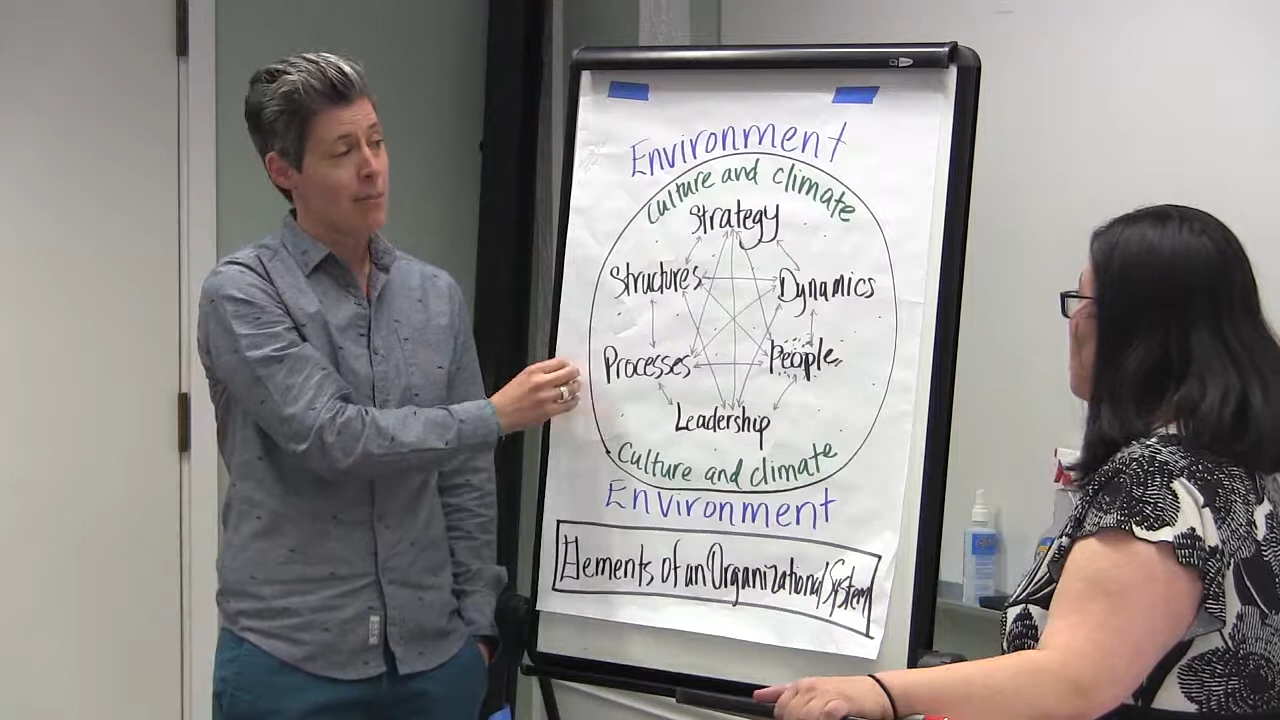 Environment
Culture and climate
Strategy
Structures
Dynamics
Processes
People
Leadership
Culture and climate
Environment
Elements of an Organizational System